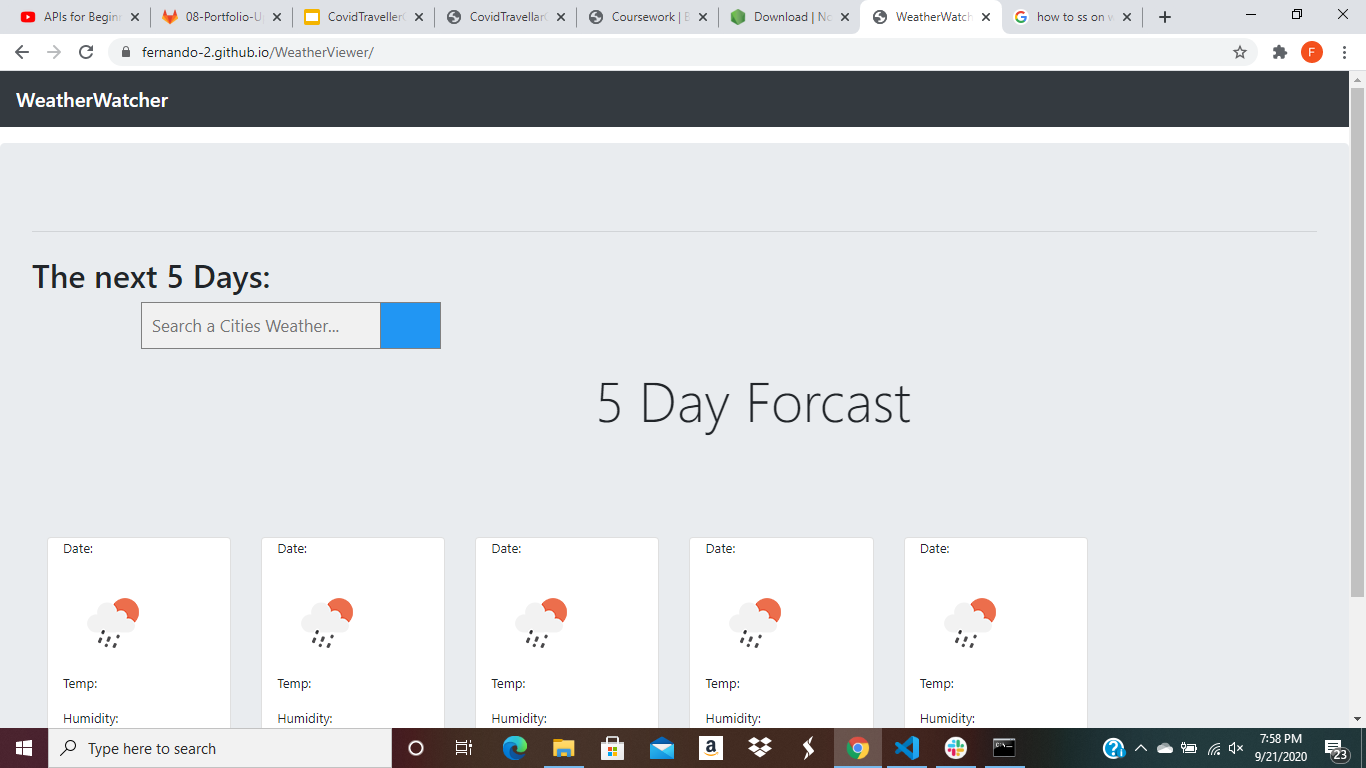 APIs for Beginn
08-Portfolio-U
CovidTraveller
CovidTravellar
Coursework | B
Download | No
WeatherWatch
how to ss on w
fernando-2.github.io/WeatherViewer/
F
WeatherWatcher
The next 5 Days:
Search a Cities Weather...
5 Day Forcast
Date: Date: Date: Date: Date:
Temp: Temp: Temp: Temp: Temp:
Humidity: Humidity: Humidity: Humidity: Humidity:
Type here to search
7:58 PM
9/21/2020
23